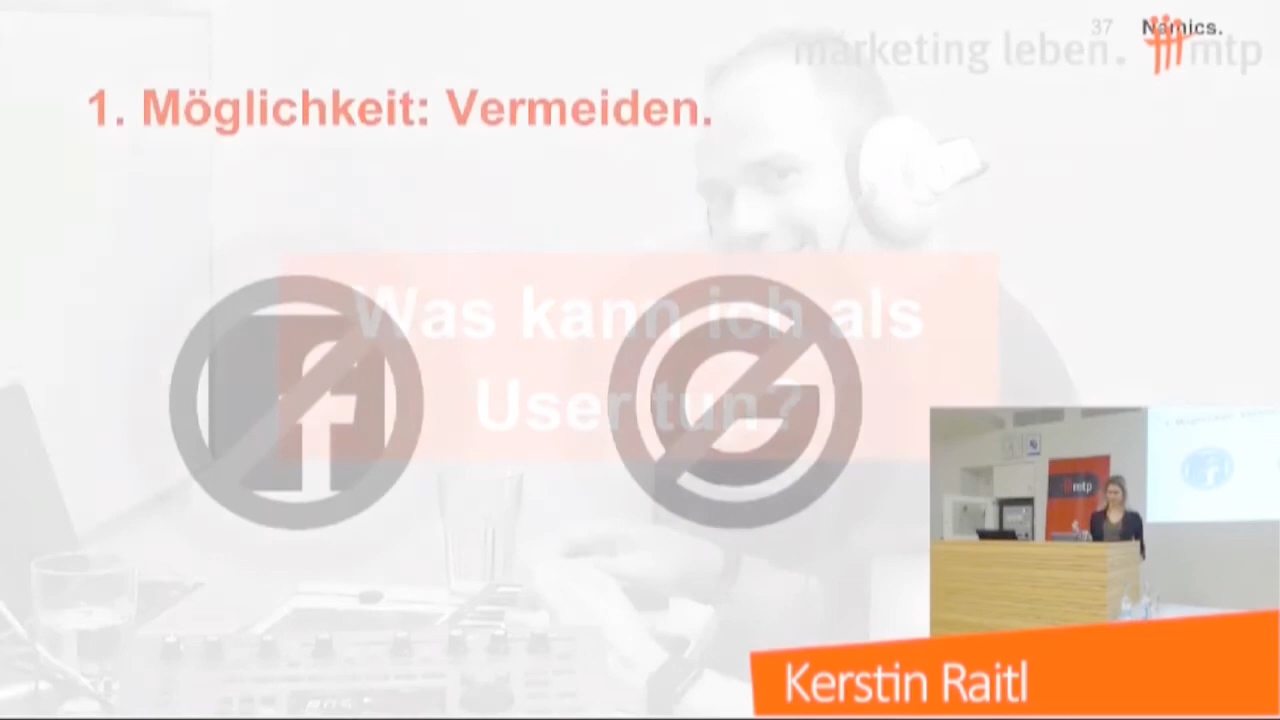 37
Namics.
marketing leben. mtp
1. Möglichkeit: Vermeiden.
Was kann ich als
User tun?
f
G
mtp
Kerstin Raitl